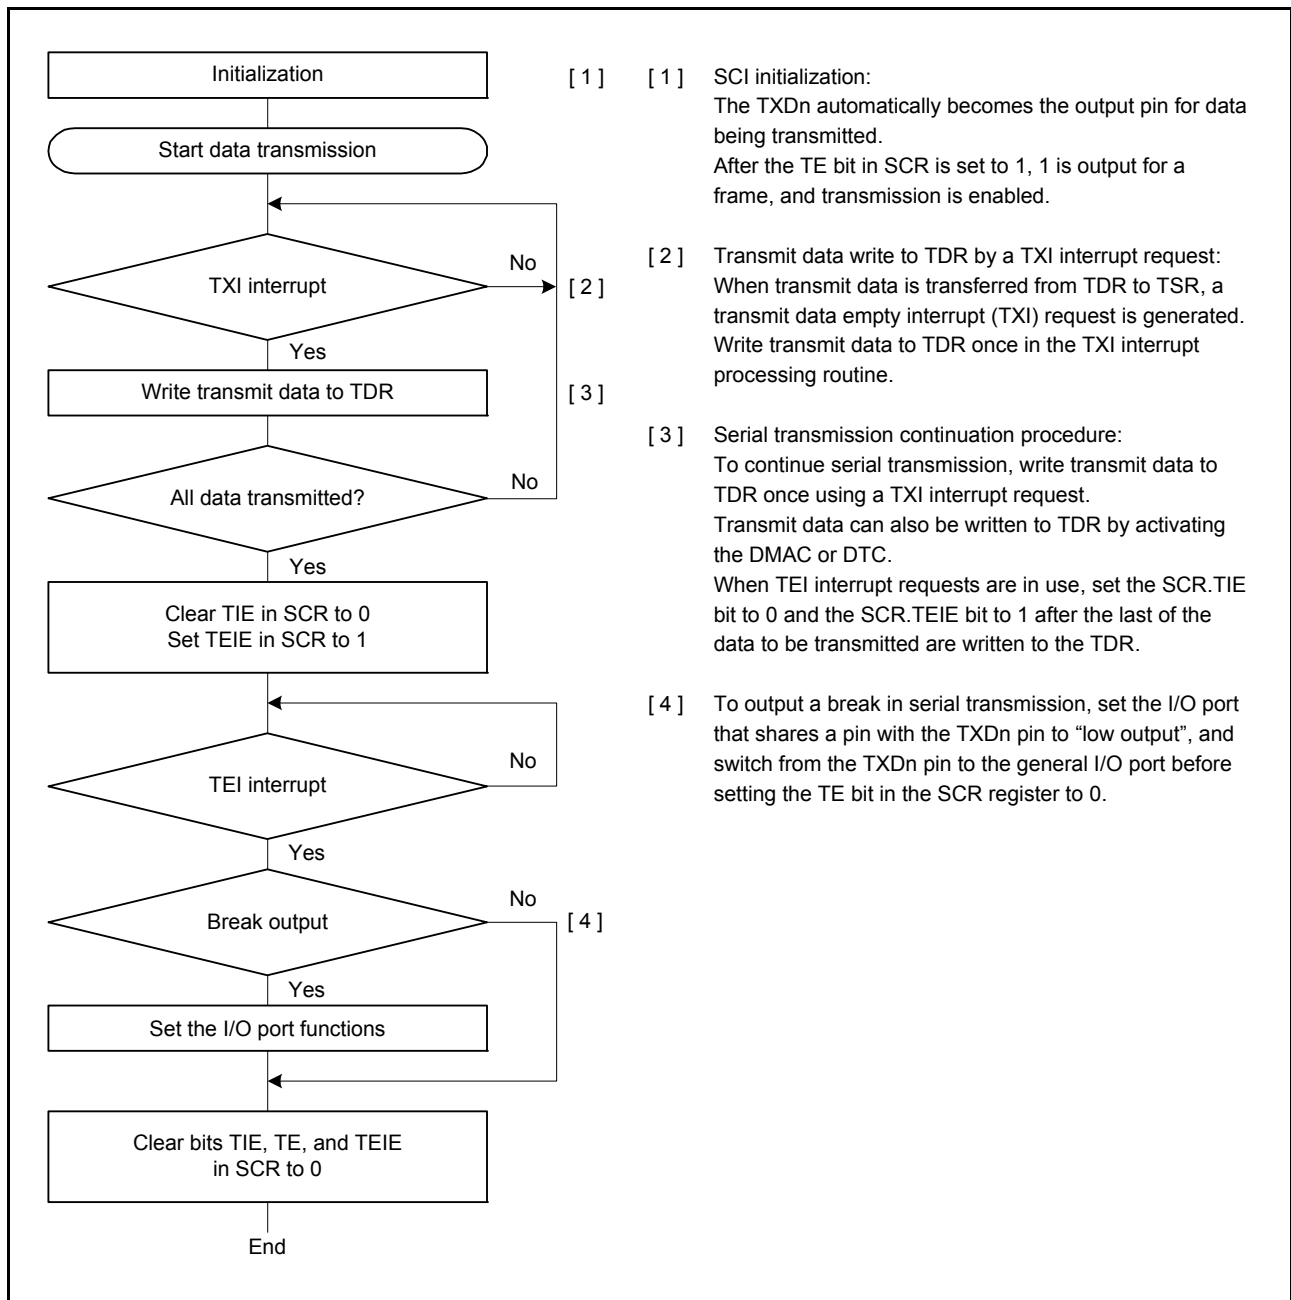 Initialization
[ 1 ]
Start data transmission
TXI interrupt
No
[ 2 ]
Yes
Write transmit data to TDR
[ 3 ]
All data transmitted?
No
Yes
Clear TIE in SCR to 0
Set TEIE in SCR to 1
TEI interrupt
No
Yes
Break output
No
[ 4 ]
Yes
Set the I/O port functions
Clear bits TIE, TE, and TEIE
in SCR to 0
End
[ 1 ] SCI initialization:
The TXDn automatically becomes the output pin for data
being transmitted.
After the TE bit in SCR is set to 1, 1 is output for a
frame, and transmission is enabled.
[ 2 ] Transmit data write to TDR by a TXI interrupt request:
When transmit data is transferred from TDR to TSR, a
transmit data empty interrupt (TXI) request is generated.
Write transmit data to TDR once in the TXI interrupt
processing routine.
[ 3 ] Serial transmission continuation procedure:
To continue serial transmission, write transmit data to
TDR once using a TXI interrupt request.
Transmit data can also be written to TDR by activating
the DMAC or DTC.
When TEI interrupt requests are in use, set the SCR.TIE
bit to 0 and the SCR.TEIE bit to 1 after the last of the
data to be transmitted are written to the TDR.
[ 4 ] To output a break in serial transmission, set the I/O port
that shares a pin with the TXDn pin to “low output”, and
switch from the TXDn pin to the general I/O port before
setting the TE bit in the SCR register to 0.